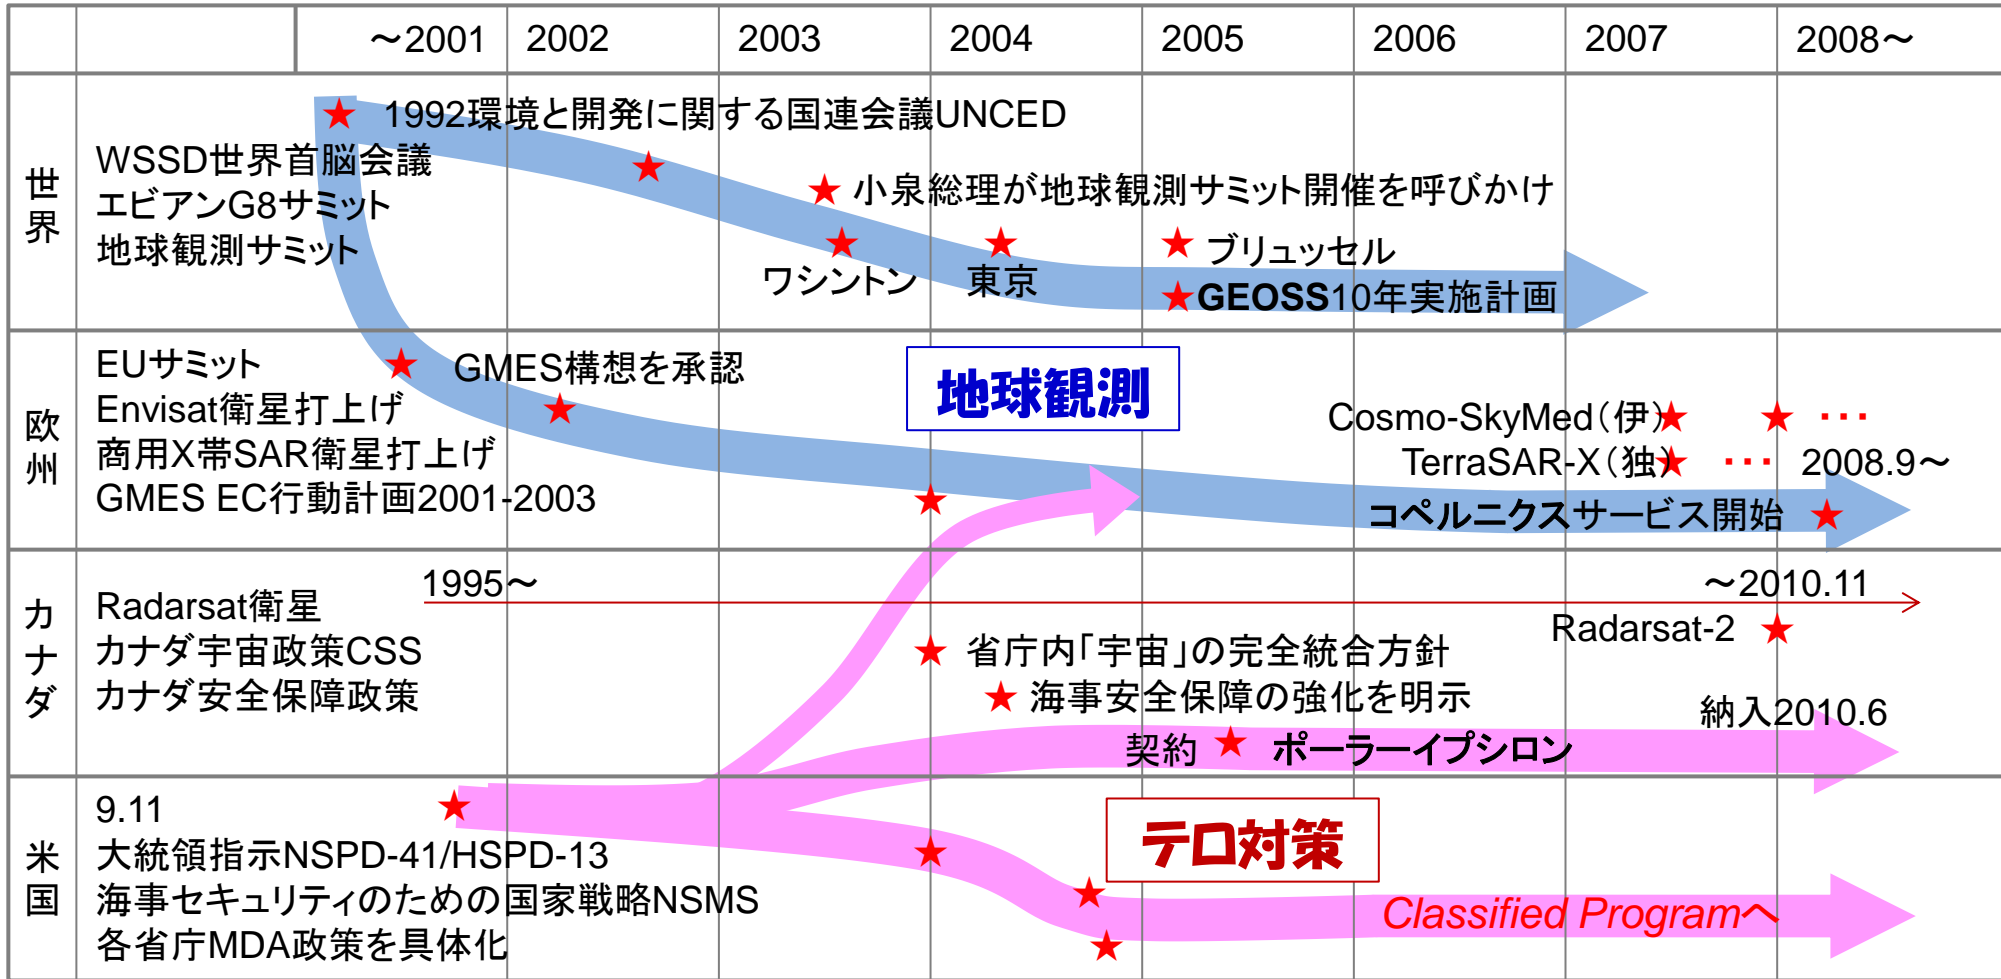 ～2001 2002 2003 2004 2005 2006 2007 2008～
世界
1992環境と開発に関する国連会議UNCED
WSSD世界首脳会議
エビアンG8サミット
地球観測サミット
小泉総理が地球観測サミット開催を呼びかけ
ワシントン
東京
ブリュッセル
GEOSS10年実施計画
欧州
EUサミット
Envisat衛星打上げ
商用X帯SAR衛星打上げ
GMES EC行動計画2001-2003
GMES構想を承認
地球観測
Cosmo-SkyMed（伊） ･･･
TerraSAR-X（独） ･･･ 2008.9～
コペルニクスサービス開始
カナダ
Radarsat衛星
カナダ宇宙政策CSS
カナダ安全保障政策
1995～
～2010.11
Radarsat-2
省庁内「宇宙」の完全統合方針
海事安全保障の強化を明示
納入2010.6
契約 ポーラーイプシロン
米国
9.11
大統領指示NSPD-41/HSPD-13
海事セキュリティのための国家戦略NSMS
各省庁MDA政策を具体化
テロ対策
Classified Programへ